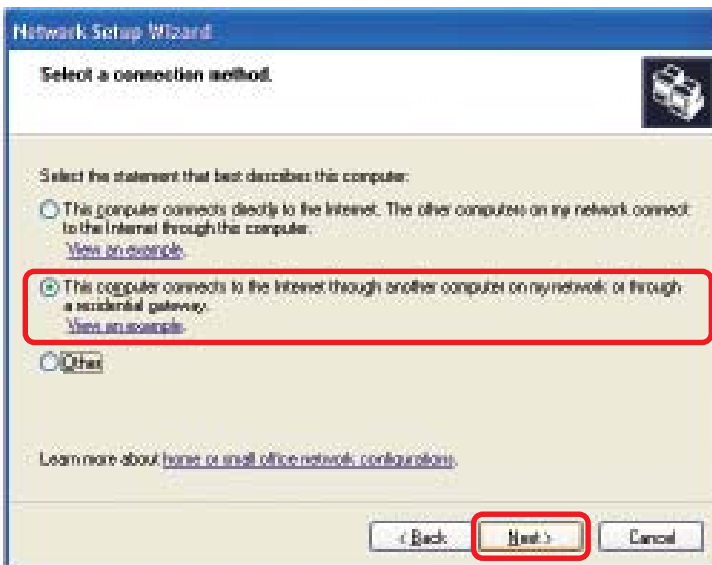 Network Setup Wizard
Select a connection method.
Select the statement that best describes this computer:
This computer connects directly to the Internet. The other computers on my network connect
to the Internet through this computer.
View an example.
This computer connects to the Internet through another computer on my network or through
a residential gateway.
View an example.
Other
Learn more about home or small office network configurations.
< Back
Next >
Cancel